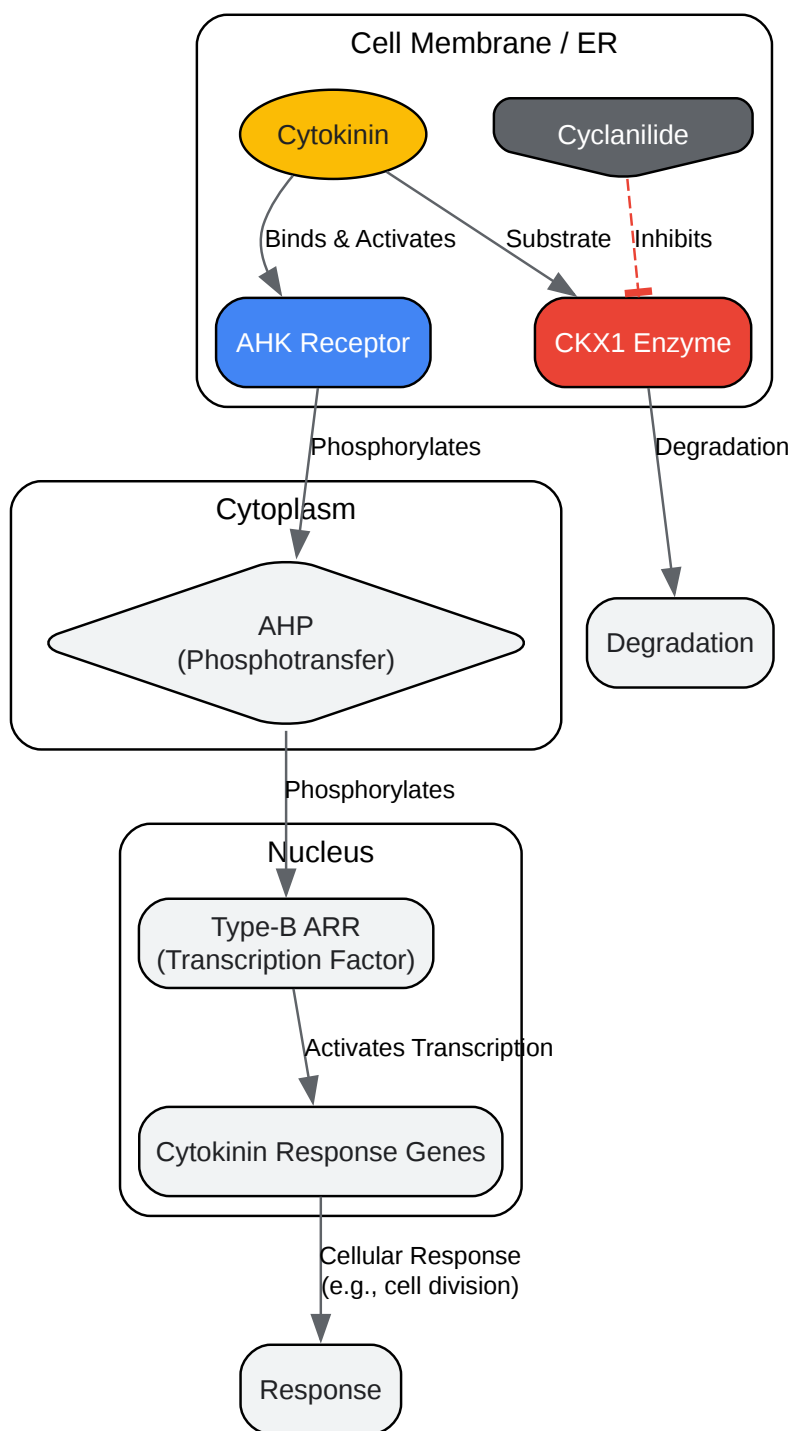 Cell Membrane / ER
Cytokinin
Cyclanilide
Binds & Activates
Substrate
Inhibits
AHK Receptor
CKX1 Enzyme
Phosphorylates
Degradation
Cytoplasm
AHP
(Phosphotransfer)
Degradation
Phosphorylates
Nucleus
Type-B ARR
(Transcription Factor)
Activates Transcription
Cytokinin Response Genes
Cellular Response
(e.g., cell division)
Response